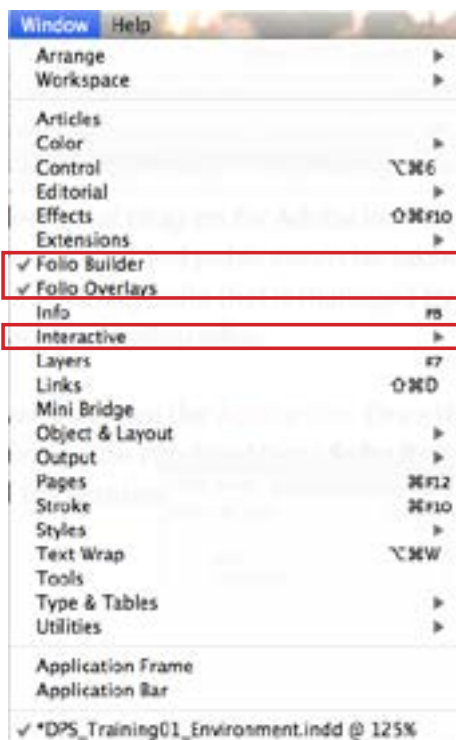 Window Help
Arrange
Workspace
Articles
Color
Control ⌥⌘6
Editorial
Effects ⇧⌘F10
Extensions
✓ Folio Builder
✓ Folio Overlays
Info F8
Interactive
Layers F7
Links ⇧⌘D
Mini Bridge
Object & Layout
Output
Pages ⌘F12
Stroke ⌘F10
Styles
Text Wrap ⌥⌘W
Tools
Type & Tables
Utilities
Application Frame
Application Bar
✓ *DPS_Training01_Environment.indd @ 125%